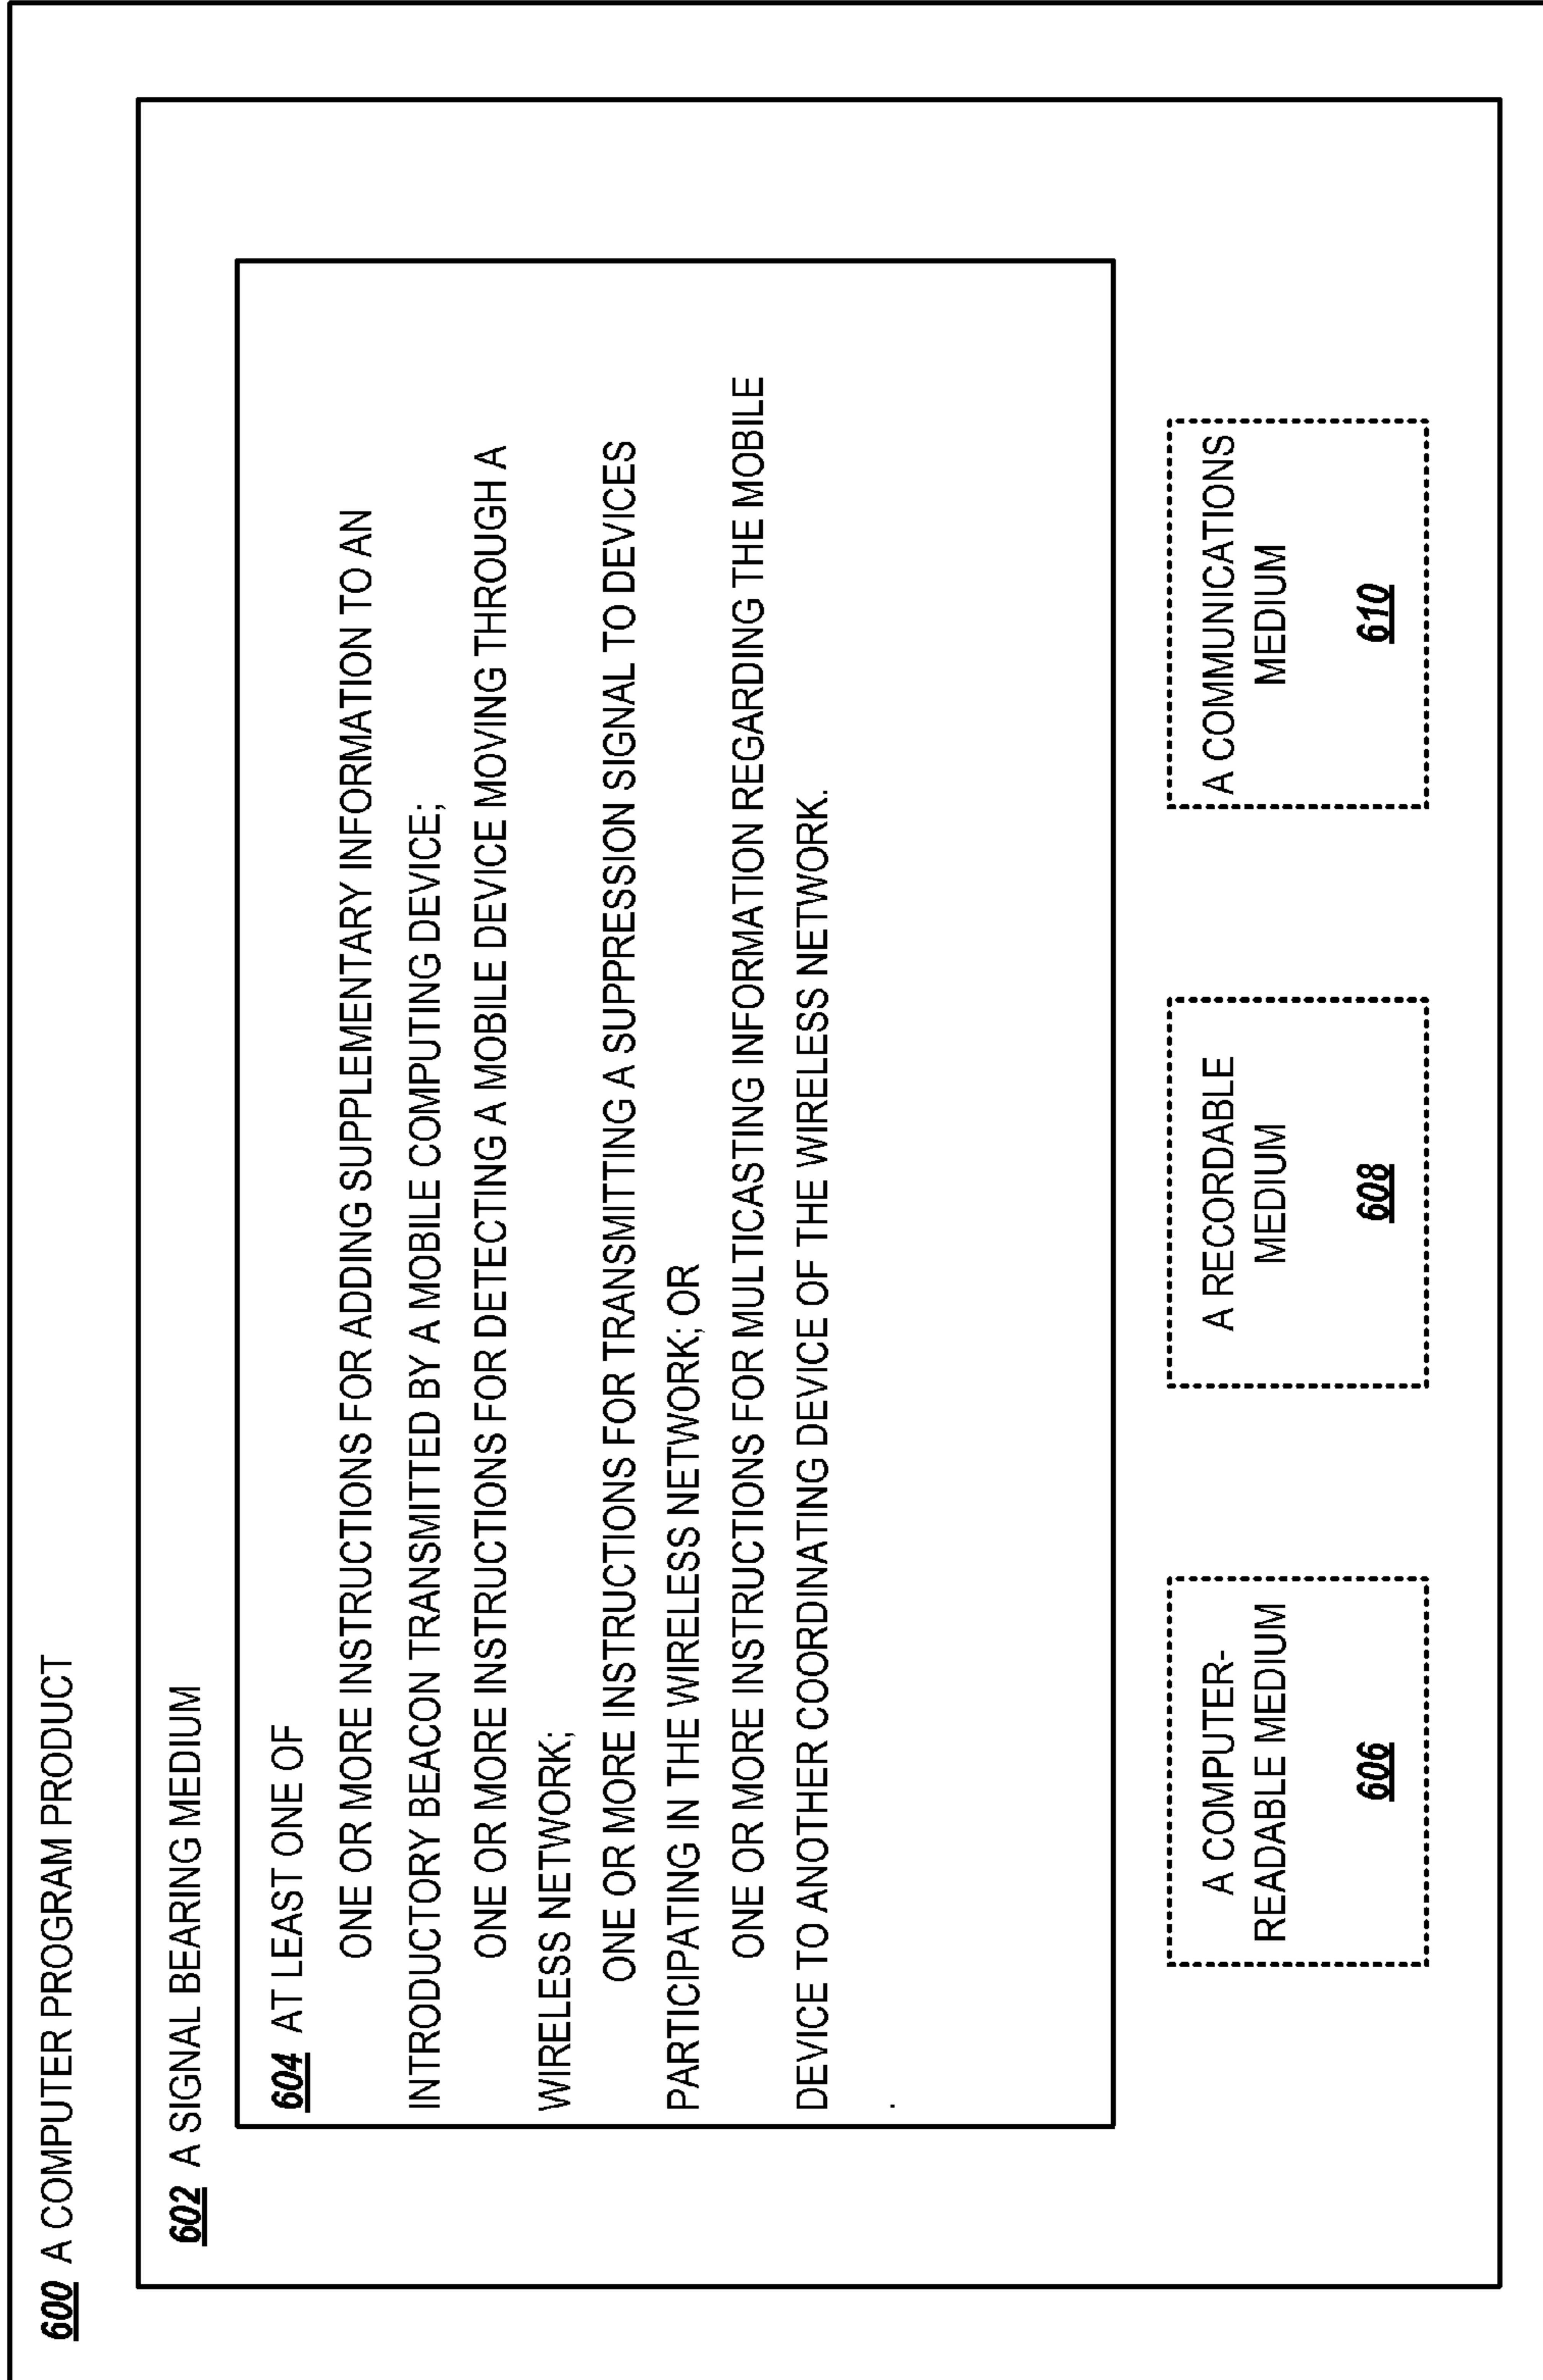 600 A COMPUTER PROGRAM PRODUCT
602 A SIGNAL BEARING MEDIUM
604 AT LEAST ONE OF
ONE OR MORE INSTRUCTIONS FOR ADDING SUPPLEMENTARY INFORMATION TO AN
INTRODUCTORY BEACON TRANSMITTED BY A MOBILE COMPUTING DEVICE;
ONE OR MORE INSTRUCTIONS FOR DETECTING A MOBILE DEVICE MOVING THROUGH A
WIRELESS NETWORK;
ONE OR MORE INSTRUCTIONS FOR TRANSMITTING A SUPPRESSION SIGNAL TO DEVICES
PARTICIPATING IN THE WIRELESS NETWORK; OR
ONE OR MORE INSTRUCTIONS FOR MULTICASTING INFORMATION REGARDING THE MOBILE
DEVICE TO ANOTHER COORDINATING DEVICE OF THE WIRELESS NETWORK.
.
A COMPUTER-
READABLE MEDIUM
606
A RECORDABLE
MEDIUM
608
A COMMUNICATIONS
MEDIUM
610